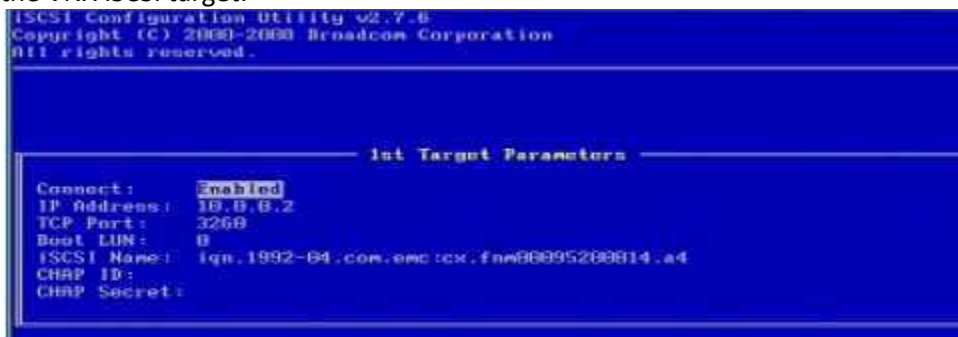 the VNX iSCSI target.
iSCSI Configuration Utility v2.7.6
Copyright (C) 2000-2008 Broadcom Corporation
All rights reserved.
1st Target Parameters
Connect: Enabled
IP Address: 10.0.0.2
TCP Port: 3260
Boot LUN: 0
iSCSI Name: iqn.1992-04.com.emc:cx.fnm00095200014.a4
CHAP ID:
CHAP Secret: